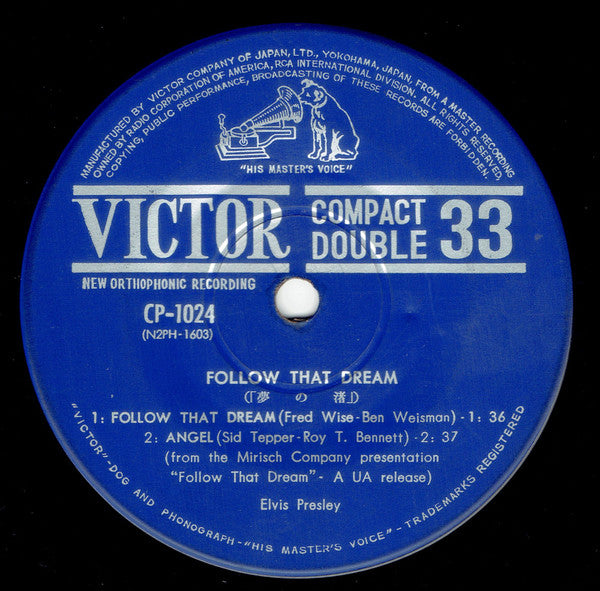 MANUFACTURED BY VICTOR COMPANY OF JAPAN, LTD., YOKOHAMA, JAPAN, FROM A MASTER RECORDING
OWNED BY RADIO CORPORATION OF AMERICA, RCA INTERNATIONAL DIVISION. ALL RIGHTS RESERVED.
COPYING, PUBLIC PERFORMANCE, BROADCASTING OF THESE RECORDS ARE FORBIDDEN.
"HIS MASTER'S VOICE"
VICTOR
COMPACT
DOUBLE 33
NEW ORTHOPHONIC RECORDING
CP-1024
(N2PH-1603)
FOLLOW THAT DREAM
(「夢の渚」)
1: FOLLOW THAT DREAM (Fred Wise-Ben Weisman) - 1: 36
2: ANGEL (Sid Tepper-Roy T. Bennett) - 2: 37
(from the Mirisch Company presentation
"Follow That Dream" - A UA release)
Elvis Presley
"VICTOR"-DOG AND PHONOGRAPH-"HIS MASTER'S VOICE"-TRADEMARKS REGISTERED